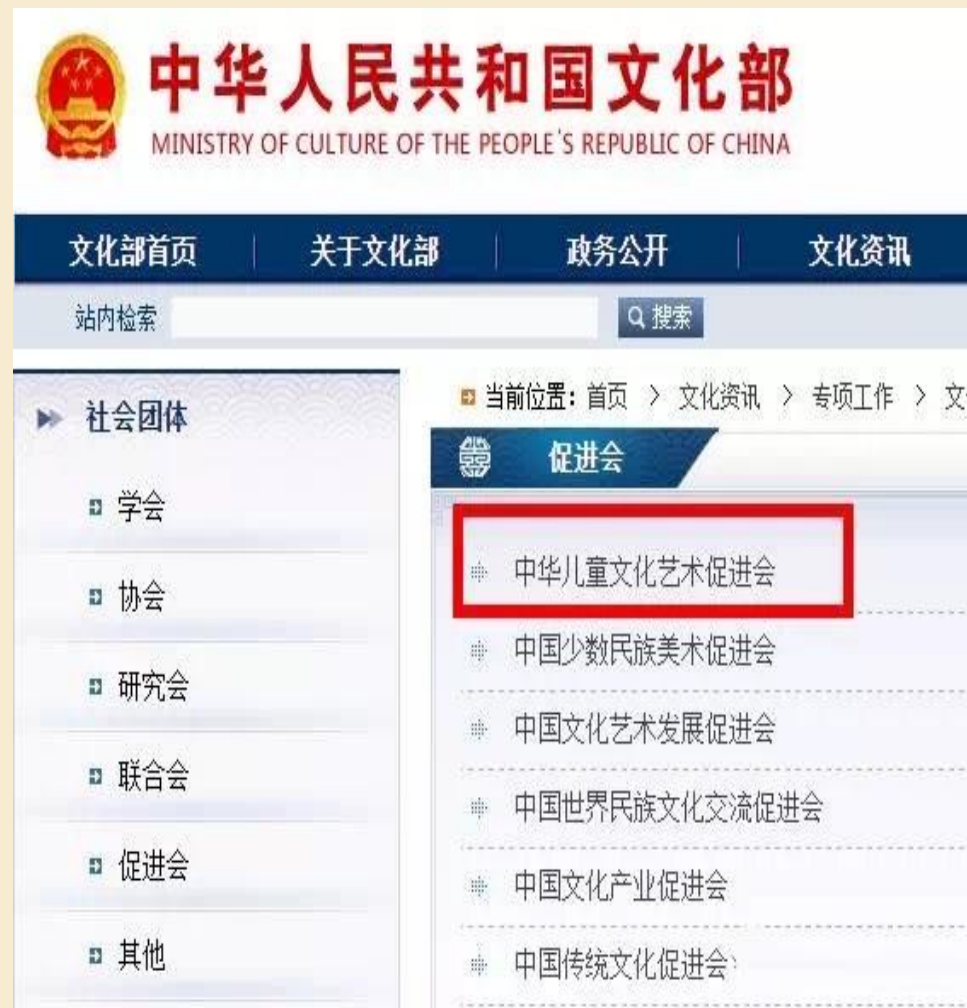 中华人民共和国文化部
MINISTRY OF CULTURE OF THE PEOPLE'S REPUBLIC OF CHINA
文化部首页 关于文化部 政务公开 文化资讯
站内检索 搜索
社会团体
学会
协会
研究会
联合会
促进会
其他
当前位置：首页 > 文化资讯 > 专项工作 > 文
促进会
中华儿童文化艺术促进会
中国少数民族美术促进会
中国文化艺术发展促进会
中国世界民族文化交流促进会
中国文化产业促进会
中国传统文化促进会